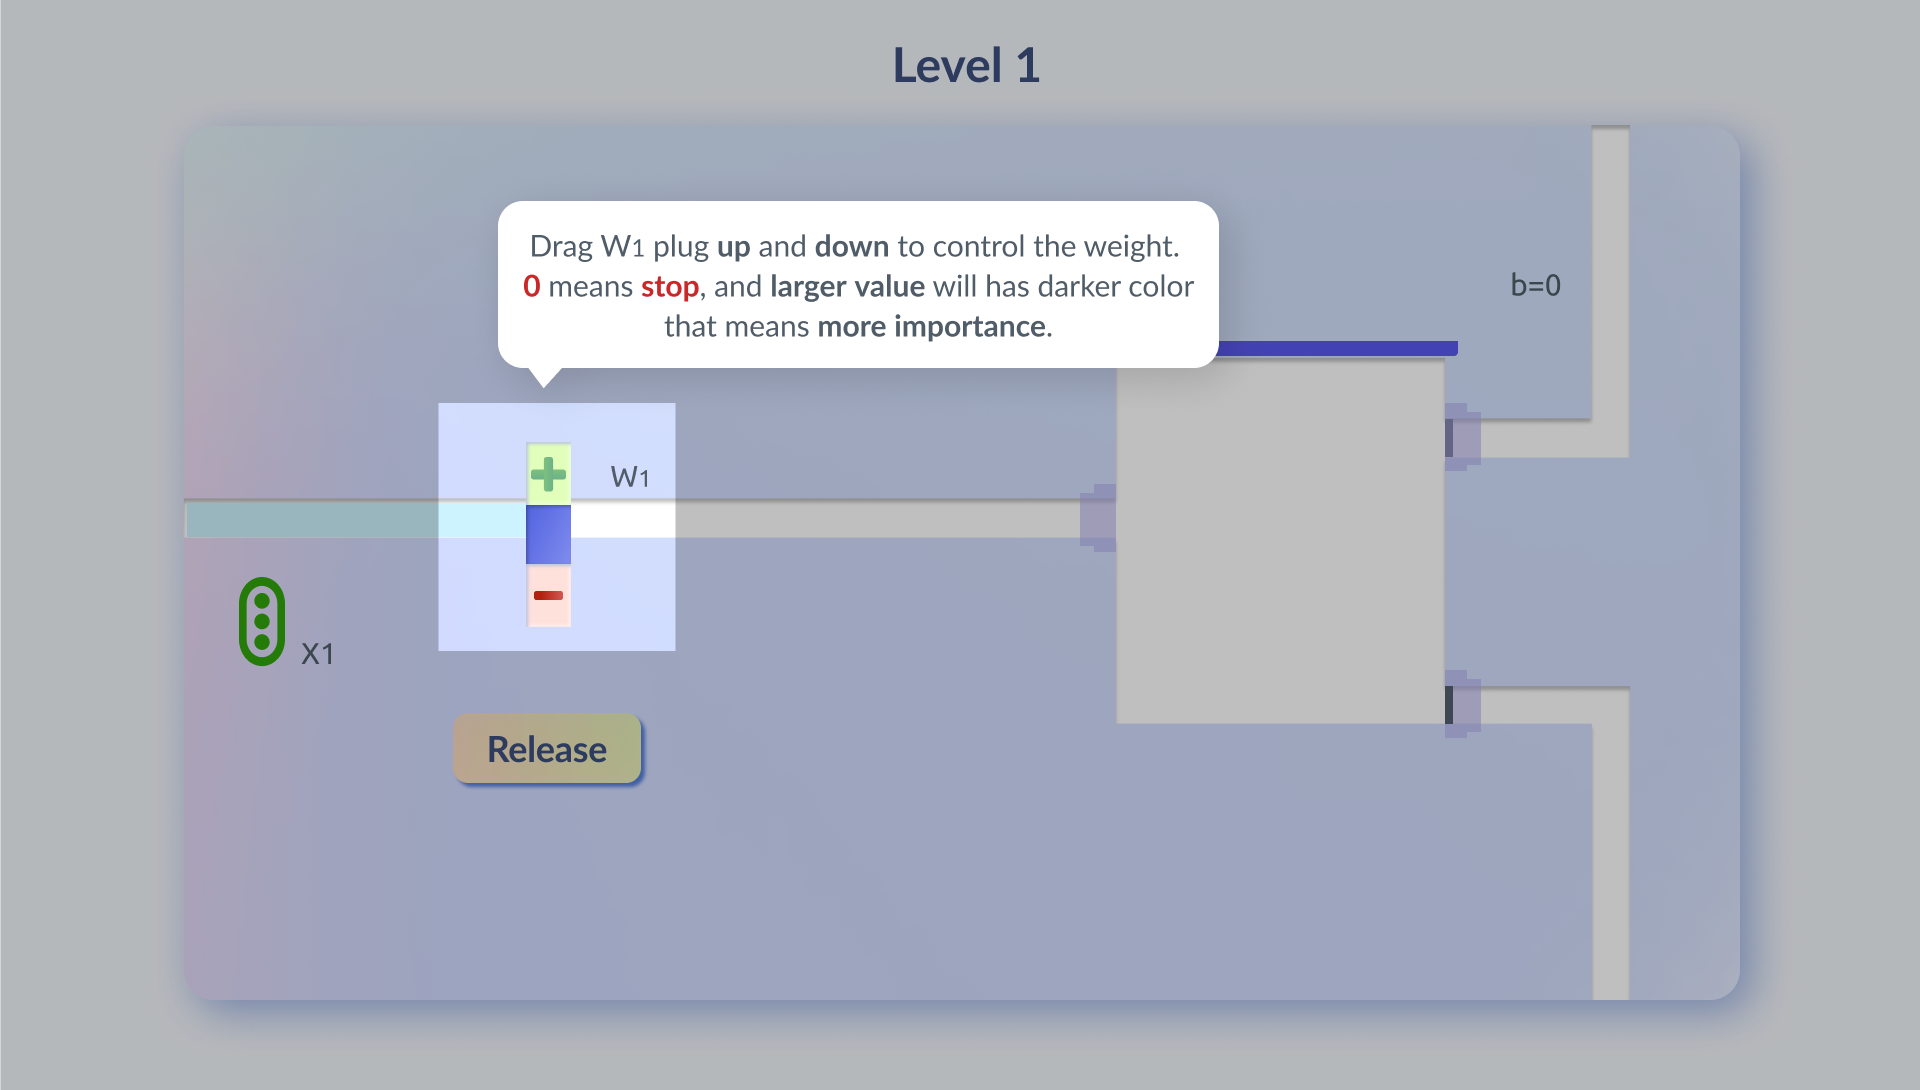 Level 1
Drag W1 plug up and down to control the weight.
0 means stop, and larger value will has darker color
that means more importance.
b=0
W1
X1
Release